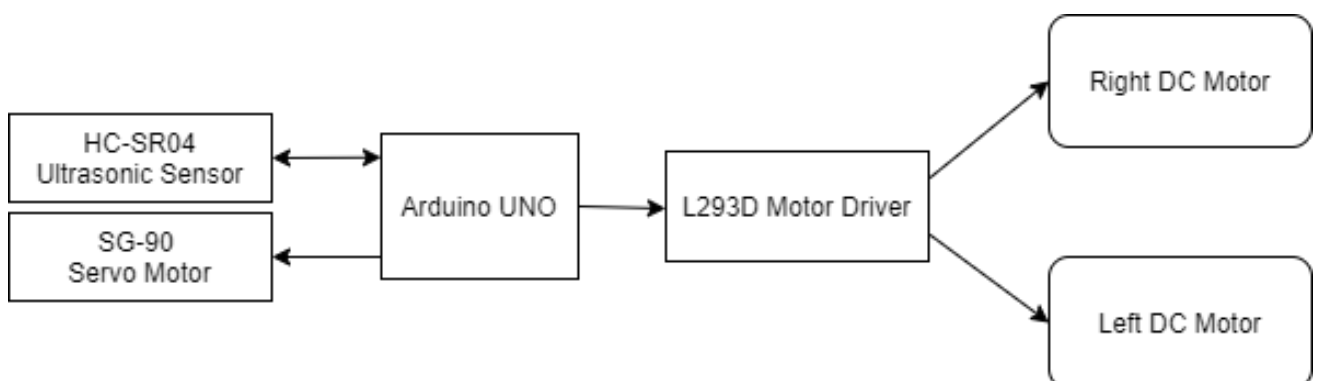 HC-SR04
Ultrasonic Sensor
SG-90
Servo Motor
Arduino UNO
L293D Motor Driver
Right DC Motor
Left DC Motor